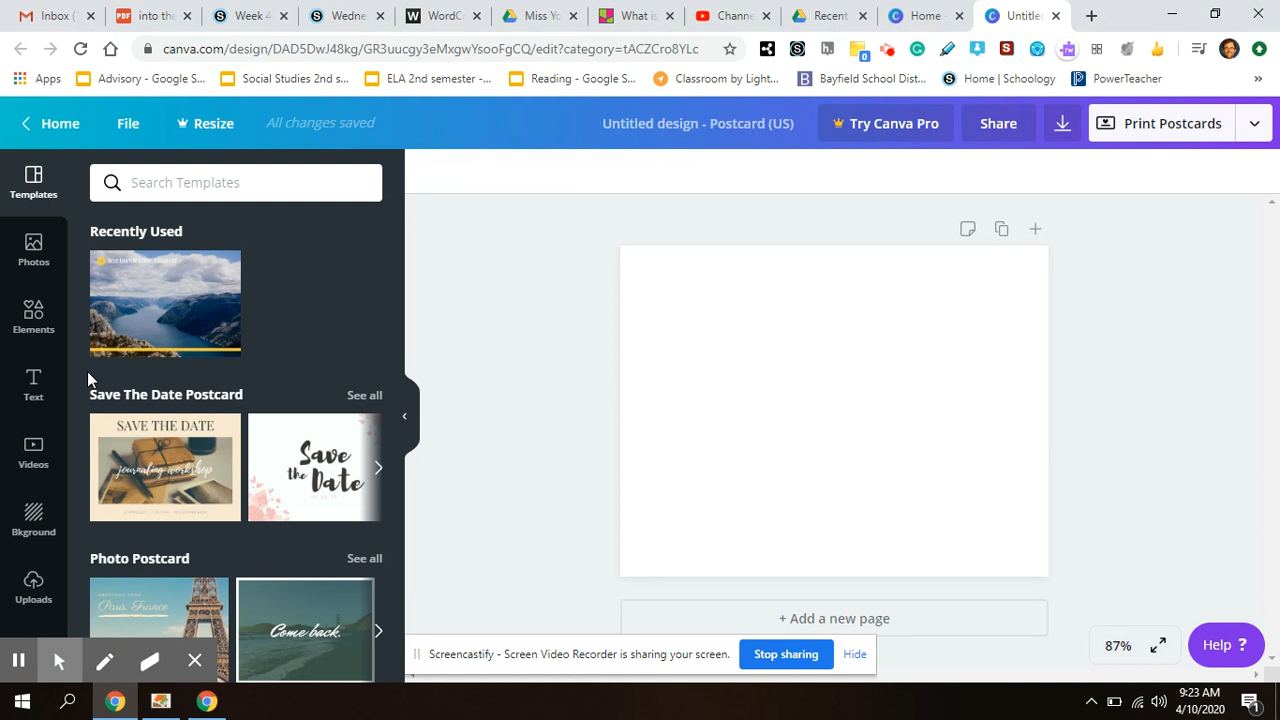 Inbox (
into the
Week 4
Wedne
WordC
Miss Yo
What is
Channe
Recent
Home -
Untitle
canva.com/design/DAD5DwJ48kg/GR3uucgy3eMxgwYsooFgCQ/edit?category=tACZCro8YLc
Apps
Advisory - Google S...
Social Studies 2nd s...
ELA 2nd semester -...
Reading - Google S...
Classroom by Light...
Bayfield School Dist...
Home | Schoology
PowerTeacher
»
Home
File
Resize
All changes saved
Untitled design - Postcard (US)
Try Canva Pro
Share
Print Postcards
Templates
Search Templates
Recently Used
Photos
Elements
Text
Save The Date Postcard
See all
SAVE THE DATE
journaling workshop
Save
the Date
Videos
Bkground
Photo Postcard
See all
Uploads
GREETINGS FROM
Paris, France
Come back.
+ Add a new page
Screencastify - Screen Video Recorder is sharing your screen.
Stop sharing
Hide
87%
Help ?
9:23 AM
4/10/2020